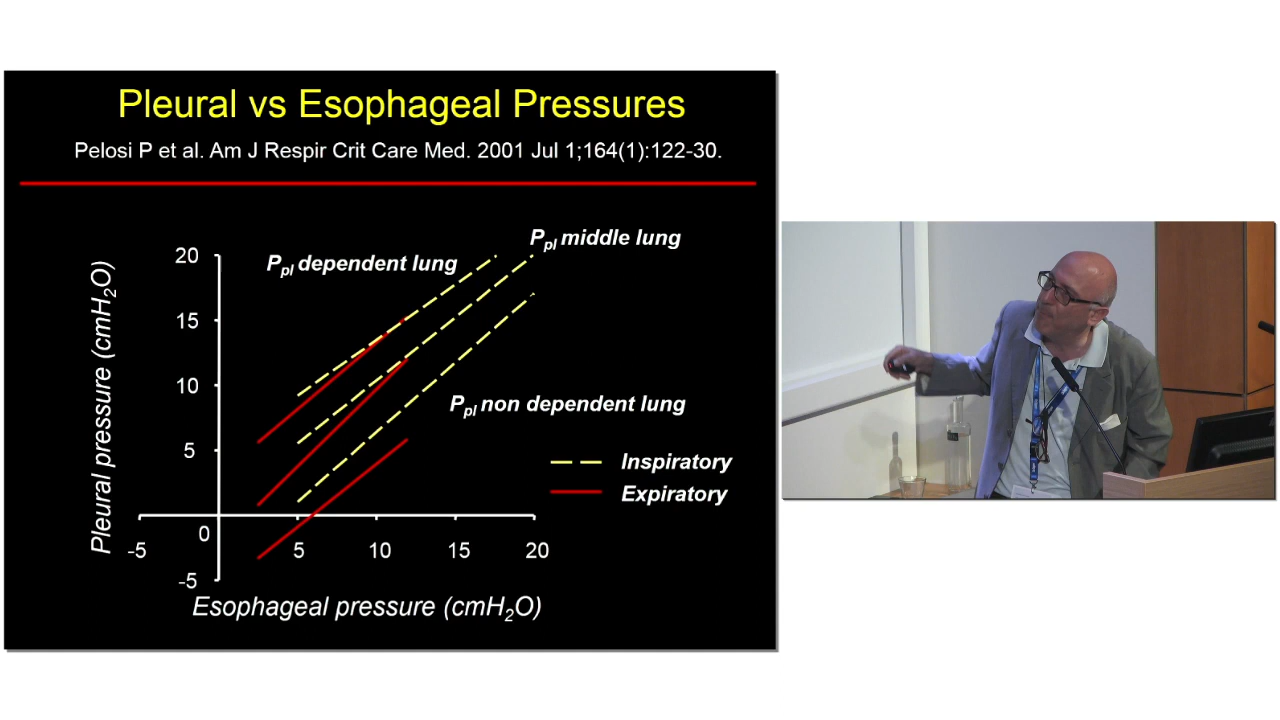 Pleural vs Esophageal Pressures
Pelosi P et al. Am J Respir Crit Care Med. 2001 Jul 1;164(1):122-30.
Ppl middle lung
Ppl dependent lung
Ppl non dependent lung
Inspiratory
Expiratory
Pleural pressure (cmH2O)
20
15
10
5
0
-5
-5
5
10
15
20
Esophageal pressure (cmH2O)